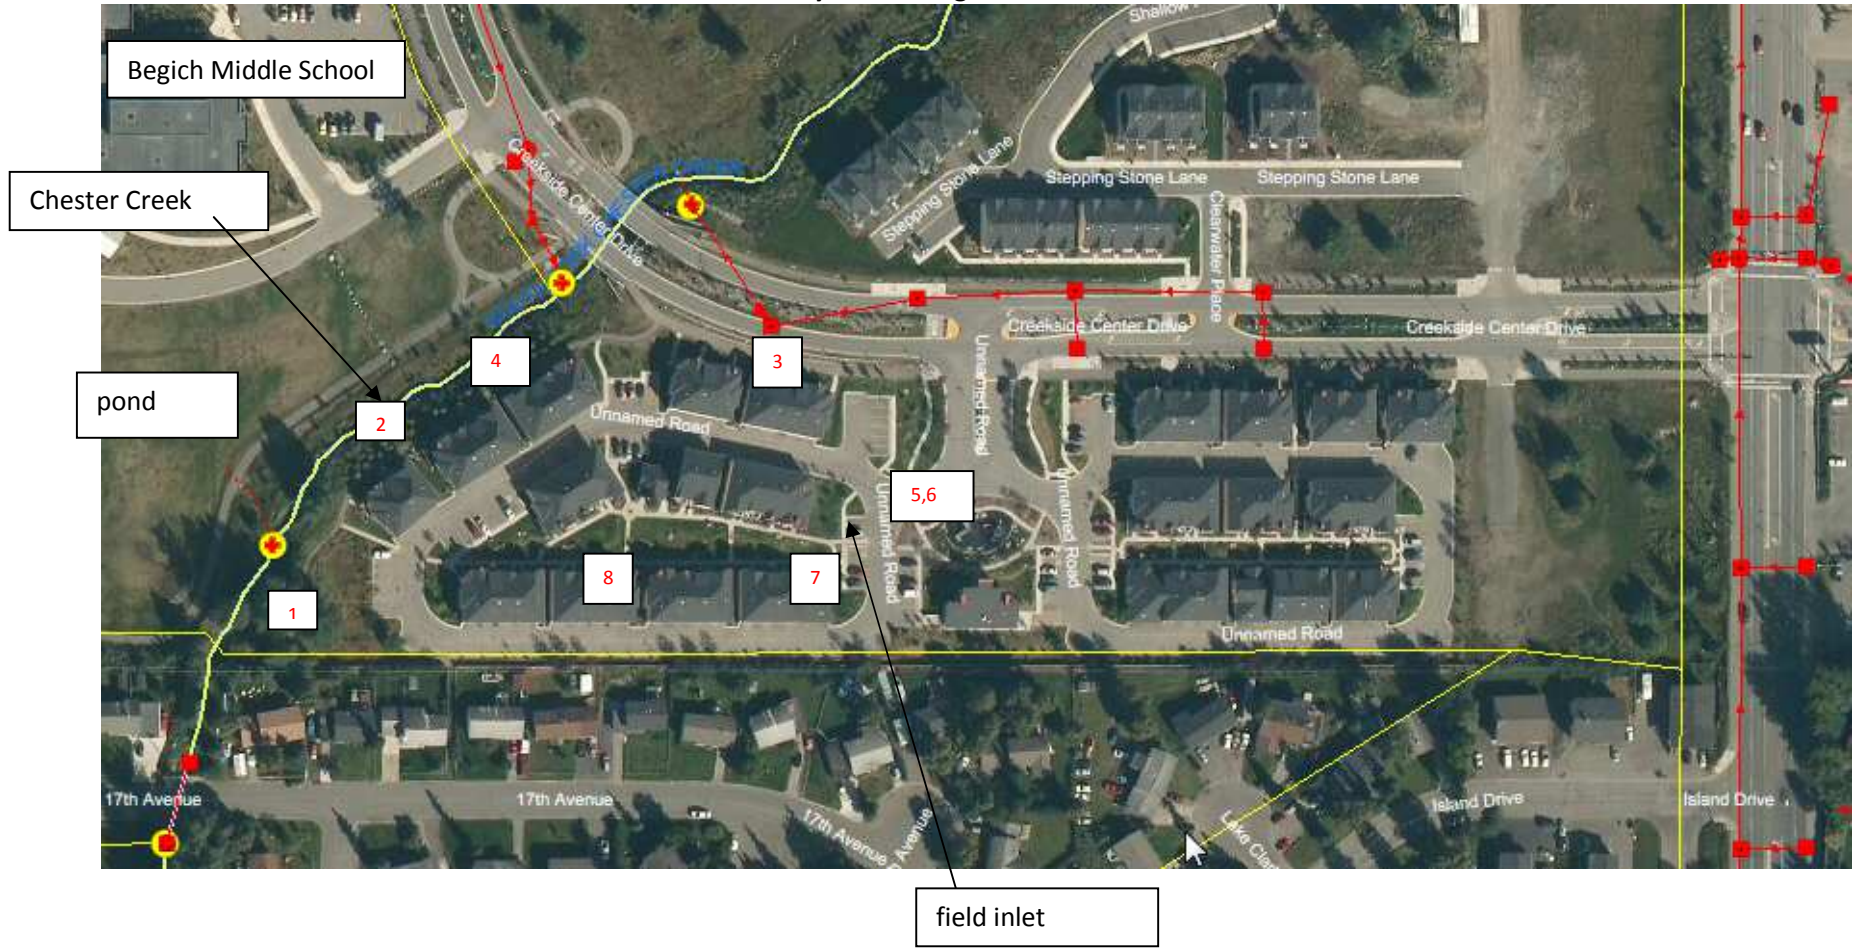 Shallow
Begich Middle School
Creekside Center Drive
Stepping Stone Lane
Stepping Stone Lane
Stepping Stone Lane
Chester Creek
Clearwater Place
Creekside Center Drive
Creekside Center Drive
4
3
Unnamed Road
pond
2
Unnamed Road
5,6
Unnamed Road
Unnamed Road
8
7
1
Unnamed Road
17th Avenue
17th Avenue
17th Avenue
Avenue
Island Drive
Island Drive
field inlet